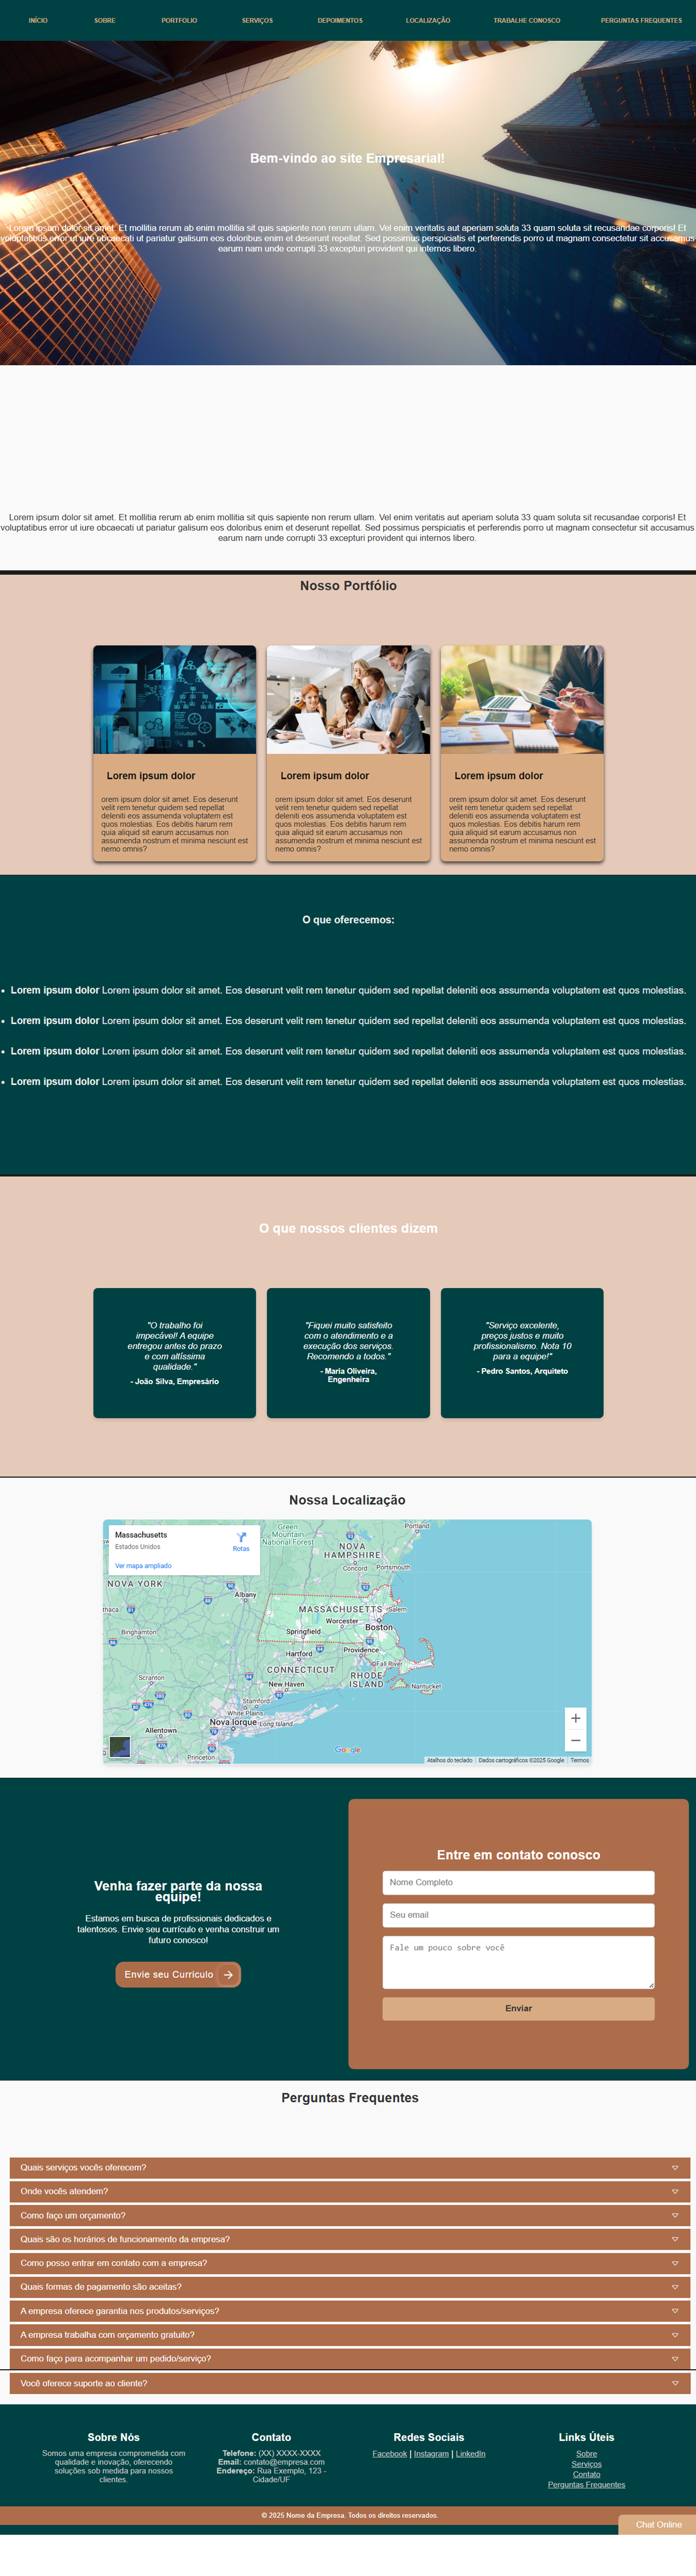 INÍCIO SOBRE PORTFOLIO SERVIÇOS DEPOIMENTOS LOCALIZAÇÃO TRABALHE CONOSCO PERGUNTAS FREQUENTES
Bem-vindo ao site Empresarial!
Lorem ipsum dolor sit amet. Et mollitia rerum ab enim mollitia sit quis sapiente non rerum ullam. Vel enim veritatis aut aperiam soluta 33 quam soluta sit recusandae corporis! Et
voluptatibus error ut iure obcaecati ut pariatur galisum eos doloribus enim et deserunt repellat. Sed possimus perspiciatis et perferendis porro ut magnam consectetur sit accusamus
earum nam unde corrupti 33 excepturi provident qui internos libero.
Lorem ipsum dolor sit amet. Et mollitia rerum ab enim mollitia sit quis sapiente non rerum ullam. Vel enim veritatis aut aperiam soluta 33 quam soluta sit recusandae corporis! Et
voluptatibus error ut iure obcaecati ut pariatur galisum eos doloribus enim et deserunt repellat. Sed possimus perspiciatis et perferendis porro ut magnam consectetur sit accusamus
earum nam unde corrupti 33 excepturi provident qui internos libero.
Nosso Portfólio
Solution
Lorem ipsum dolor
orem ipsum dolor sit amet. Eos deserunt
velit rem tenetur quidem sed repellat
deleniti eos assumenda voluptatem est
quos molestias. Eos debitis harum rem
quia aliquid sit earum accusamus non
assumenda nostrum et minima nesciunt est
nemo omnis?
Lorem ipsum dolor
orem ipsum dolor sit amet. Eos deserunt
velit rem tenetur quidem sed repellat
deleniti eos assumenda voluptatem est
quos molestias. Eos debitis harum rem
quia aliquid sit earum accusamus non
assumenda nostrum et minima nesciunt est
nemo omnis?
Lorem ipsum dolor
orem ipsum dolor sit amet. Eos deserunt
velit rem tenetur quidem sed repellat
deleniti eos assumenda voluptatem est
quos molestias. Eos debitis harum rem
quia aliquid sit earum accusamus non
assumenda nostrum et minima nesciunt est
nemo omnis?
O que oferecemos:
• Lorem ipsum dolor Lorem ipsum dolor sit amet. Eos deserunt velit rem tenetur quidem sed repellat deleniti eos assumenda voluptatem est quos molestias.
• Lorem ipsum dolor Lorem ipsum dolor sit amet. Eos deserunt velit rem tenetur quidem sed repellat deleniti eos assumenda voluptatem est quos molestias.
• Lorem ipsum dolor Lorem ipsum dolor sit amet. Eos deserunt velit rem tenetur quidem sed repellat deleniti eos assumenda voluptatem est quos molestias.
• Lorem ipsum dolor Lorem ipsum dolor sit amet. Eos deserunt velit rem tenetur quidem sed repellat deleniti eos assumenda voluptatem est quos molestias.
O que nossos clientes dizem
"O trabalho foi
impecável! A equipe
entregou antes do prazo
e com altíssima
qualidade."
- João Silva, Empresário
"Fiquei muito satisfeito
com o atendimento e a
execução dos serviços.
Recomendo a todos."
- Maria Oliveira,
Engenheira
"Serviço excelente,
preços justos e muito
profissionalismo. Nota 10
para a equipe!"
- Pedro Santos, Arquiteto
Nossa Localização
Massachusetts
Estados Unidos
Rotas
Ver mapa ampliado
Green
Mountain
National Forest
Portland
NOVA
HAMPSHIRE
Concord
Portsmouth
NOVA YORK
Albany
Ithaca
MASSACHUSETTS
Salem
Worcester
Boston
Binghamton
Springfield
Hartford
Providence
CONNECTICUT
Fall River
RHODE
ISLAND
Nantucket
Scranton
New Haven
Stamford
White Plains
Nova Iorque
Long Island
Allentown
Princeton
Google
Atalhos do teclado Dados cartográficos ©2025 Google Termos
Venha fazer parte da nossa
equipe!
Estamos em busca de profissionais dedicados e
talentosos. Envie seu currículo e venha construir um
futuro conosco!
Envie seu Currículo
Entre em contato conosco
Nome Completo
Seu email
Fale um pouco sobre você
Enviar
Perguntas Frequentes
Quais serviços vocês oferecem?
Onde vocês atendem?
Como faço um orçamento?
Quais são os horários de funcionamento da empresa?
Como posso entrar em contato com a empresa?
Quais formas de pagamento são aceitas?
A empresa oferece garantia nos produtos/serviços?
A empresa trabalha com orçamento gratuito?
Como faço para acompanhar um pedido/serviço?
Você oferece suporte ao cliente?
Sobre Nós
Somos uma empresa comprometida com
qualidade e inovação, oferecendo
soluções sob medida para nossos
clientes.
Contato
Telefone: (XX) XXXX-XXXX
Email: contato@empresa.com
Endereço: Rua Exemplo, 123 -
Cidade/UF
Redes Sociais
Facebook | Instagram | LinkedIn
Links Úteis
Sobre
Serviços
Contato
Perguntas Frequentes
© 2025 Nome da Empresa. Todos os direitos reservados.
Chat Online